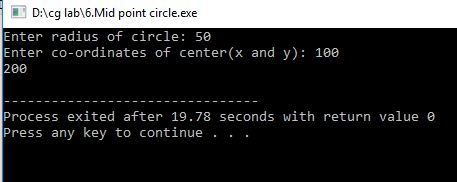 D:\cg lab\6.Mid point circle.exe
Enter radius of circle: 50
Enter co-ordinates of center(x and y): 100
200
--------------------------------
Process exited after 19.78 seconds with return value 0
Press any key to continue . . .